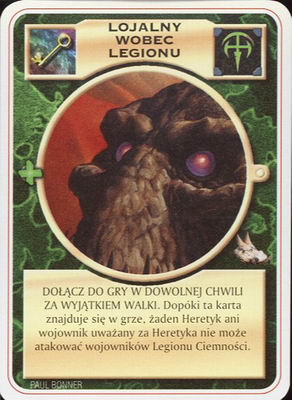 LOJALNY
WOBEC
LEGIONU
DOŁĄCZ DO GRY W DOWOLNEJ CHWILI
ZA WYJĄTKIEM WALKI. Dopóki ta karta
znajduje się w grze, żaden Heretyk ani
wojownik uważany za Heretyka nie może
atakować wojowników Legionu Ciemności.
PAUL BONNER